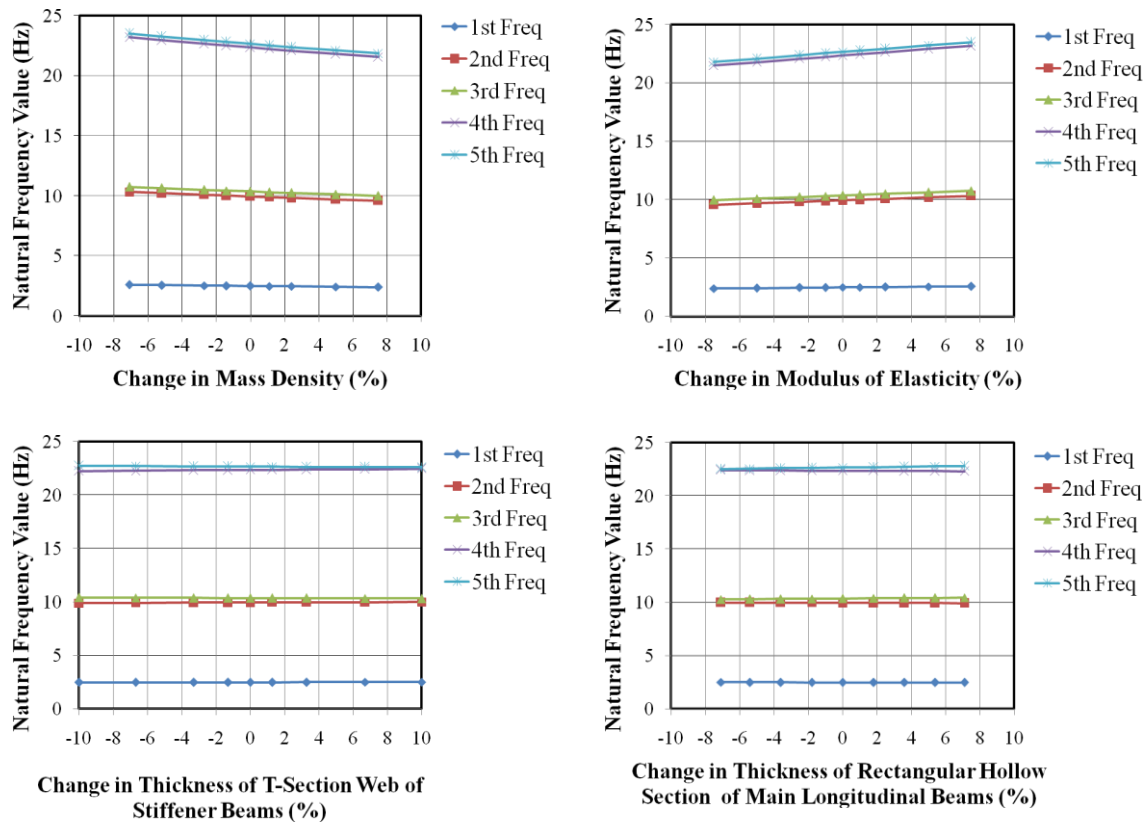 Natural Frequency Value (Hz)
25
20
15
10
5
0
-10 -8 -6 -4 -2 0 2 4 6 8 10
Change in Mass Density (%)
1st Freq
2nd Freq
3rd Freq
4th Freq
5th Freq
Natural Frequency Value (Hz)
25
20
15
10
5
0
-10 -8 -6 -4 -2 0 2 4 6 8 10
Change in Modulus of Elasticity (%)
1st Freq
2nd Freq
3rd Freq
4th Freq
5th Freq
Natural Frequency Value (Hz)
25
20
15
10
5
0
-10 -8 -6 -4 -2 0 2 4 6 8 10
Change in Thickness of T-Section Web of
Stiffener Beams (%)
1st Freq
2nd Freq
3rd Freq
4th Freq
5th Freq
Natural Frequency Value (Hz)
25
20
15
10
5
0
-10 -8 -6 -4 -2 0 2 4 6 8 10
Change in Thickness of Rectangular Hollow
Section of Main Longitudinal Beams (%)
1st Freq
2nd Freq
3rd Freq
4th Freq
5th Freq